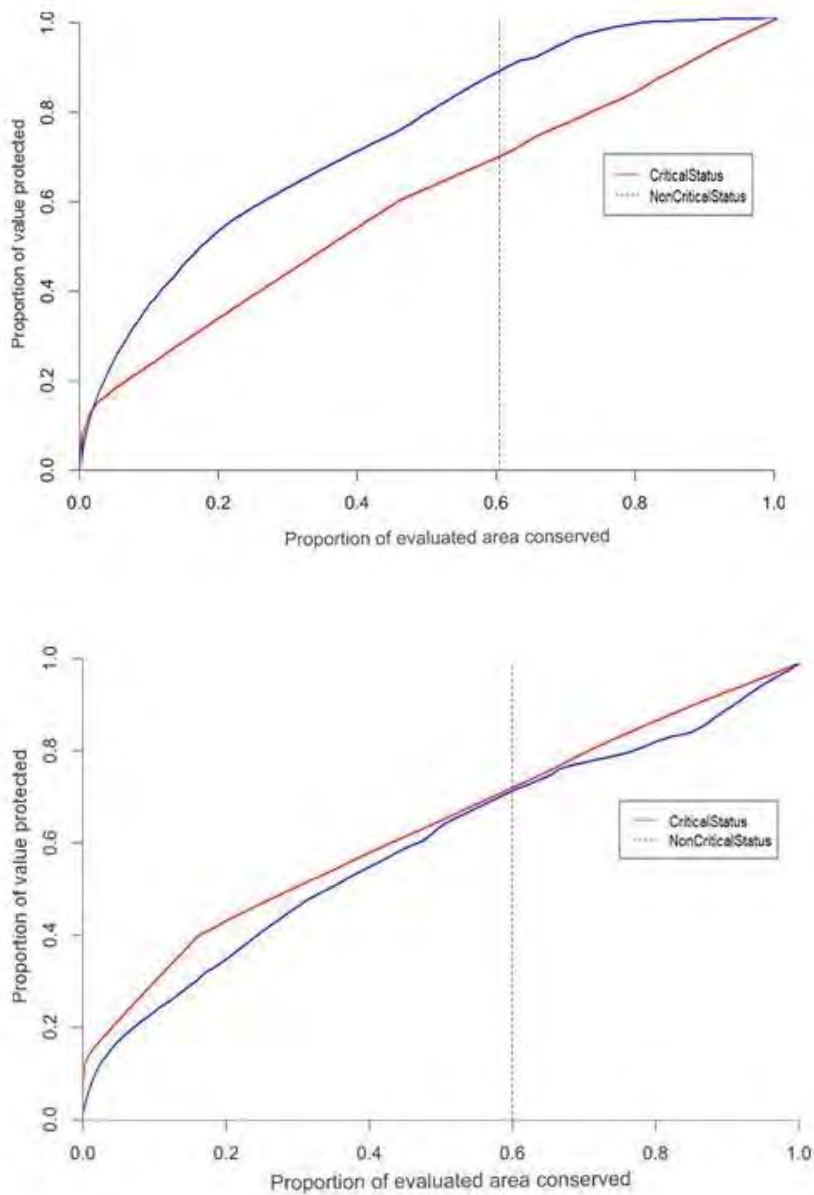 1.0
0.8
0.6
0.4
0.2
0.0
Proportion of value protected
CriticalStatus
NonCriticalStatus
0.0 0.2 0.4 0.6 0.8 1.0
Proportion of evaluated area conserved
1.0
0.8
0.6
0.4
0.2
0.0
Proportion of value protected
CriticalStatus
NonCriticalStatus
0.0 0.2 0.4 0.6 0.8 1.0
Proportion of evaluated area conserved